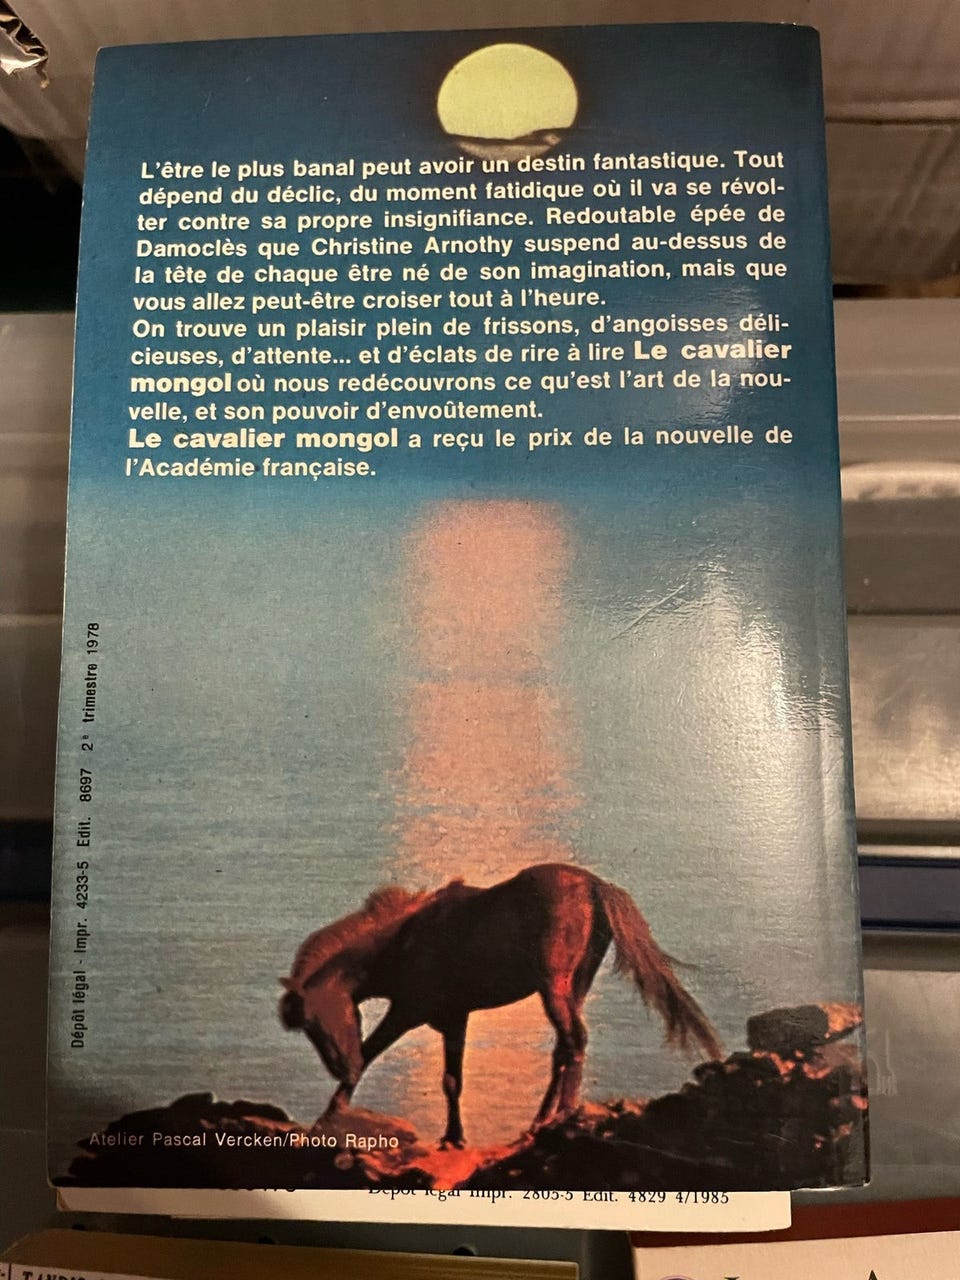 L'être le plus banal peut avoir un destin fantastique. Tout
dépend du déclic, du moment fatidique où il va se révol-
ter contre sa propre insignifiance. Redoutable épée de
Damoclès que Christine Arnothy suspend au-dessus de
la tête de chaque être né de son imagination, mais que
vous allez peut-être croiser tout à l'heure.
On trouve un plaisir plein de frissons, d'angoisses déli-
cieuses, d'attente... et d'éclats de rire à lire Le cavalier
mongol où nous redécouvrons ce qu'est l'art de la nou-
velle, et son pouvoir d'envoûtement.
Le cavalier mongol a reçu le prix de la nouvelle de
l'Académie française.
Dépôt légal - Impr. 4233-5 Edit. 8697 2e trimestre 1978
Atelier Pascal Vercken/Photo Rapho
Dépôt légal Impr. 2805-5 Edit. 4829 4/1985